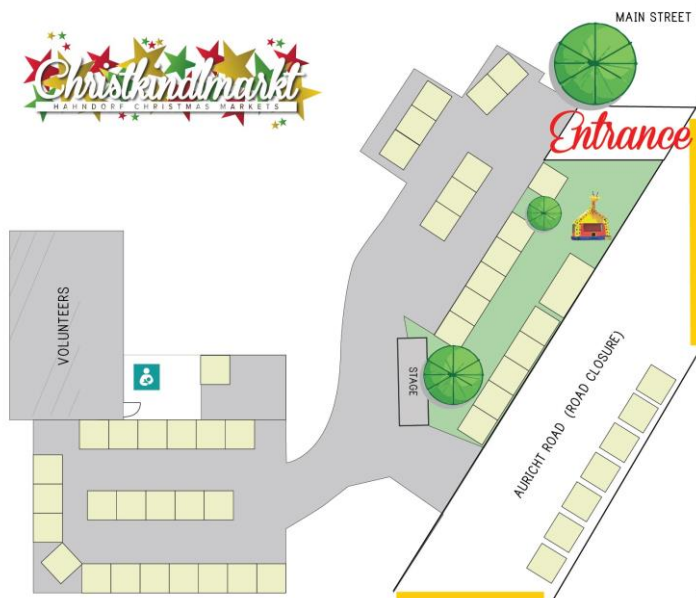 MAIN STREET
Christkindlmarkt
HAHNDORF CHRISTMAS MARKETS
Entrance
VOLUNTEERS
STAGE
AURICHT ROAD (ROAD CLOSURE)